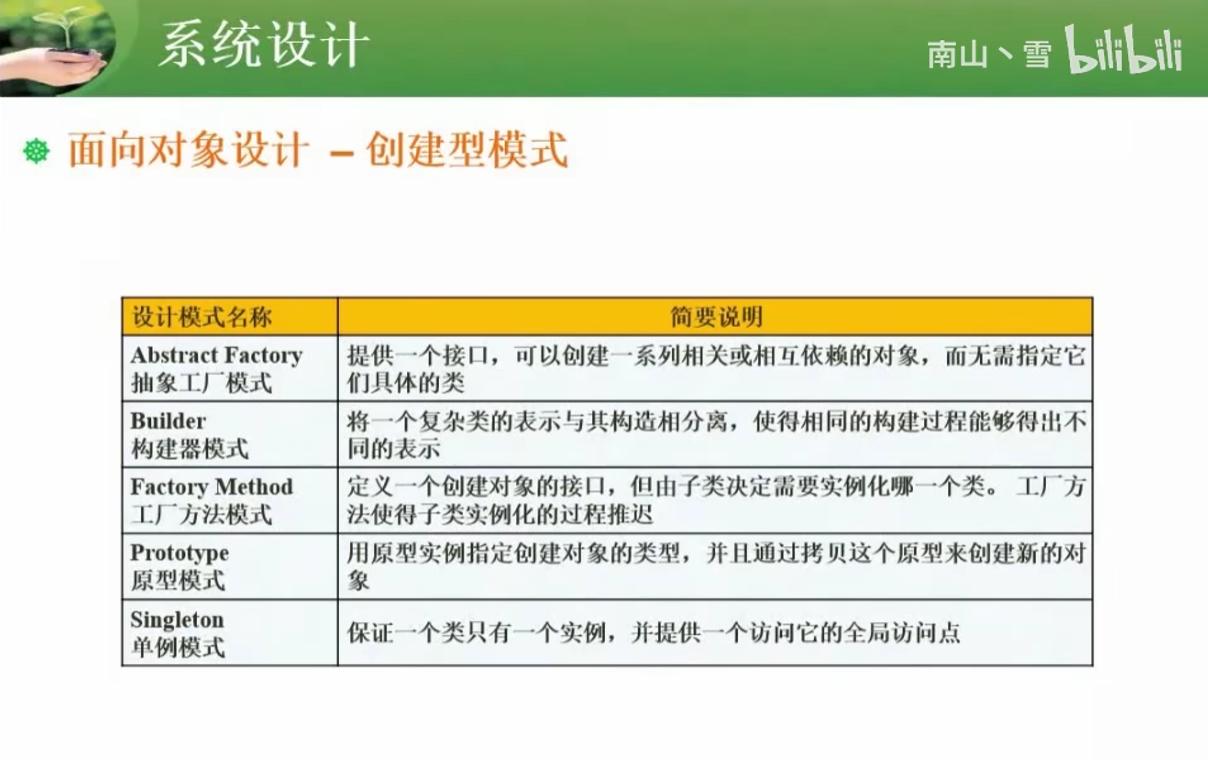 系统设计
南山丶雪 bilibili
面向对象设计 – 创建型模式
设计模式名称 简要说明
Abstract Factory
抽象工厂模式
提供一个接口，可以创建一系列相关或相互依赖的对象，而无需指定它
们具体的类
Builder
构建器模式
将一个复杂类的表示与其构造相分离，使得相同的构建过程能够得出不
同的表示
Factory Method
工厂方法模式
定义一个创建对象的接口，但由子类决定需要实例化哪一个类。 工厂方
法使得子类实例化的过程推迟
Prototype
原型模式
用原型实例指定创建对象的类型，并且通过拷贝这个原型来创建新的对
象
Singleton
单例模式
保证一个类只有一个实例，并提供一个访问它的全局访问点